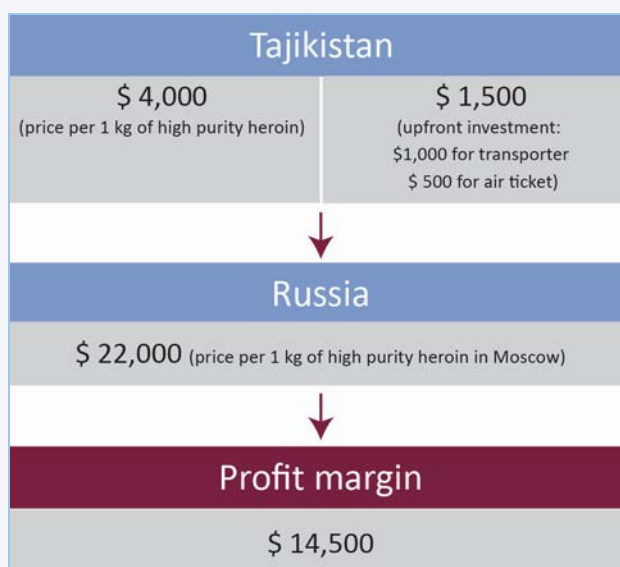 Tajikistan
$ 4,000
(price per 1 kg of high purity heroin)
$ 1,500
(upfront investment:
$1,000 for transporter
$ 500 for air ticket)
Russia
$ 22,000 (price per 1 kg of high purity heroin in Moscow)
Profit margin
$ 14,500